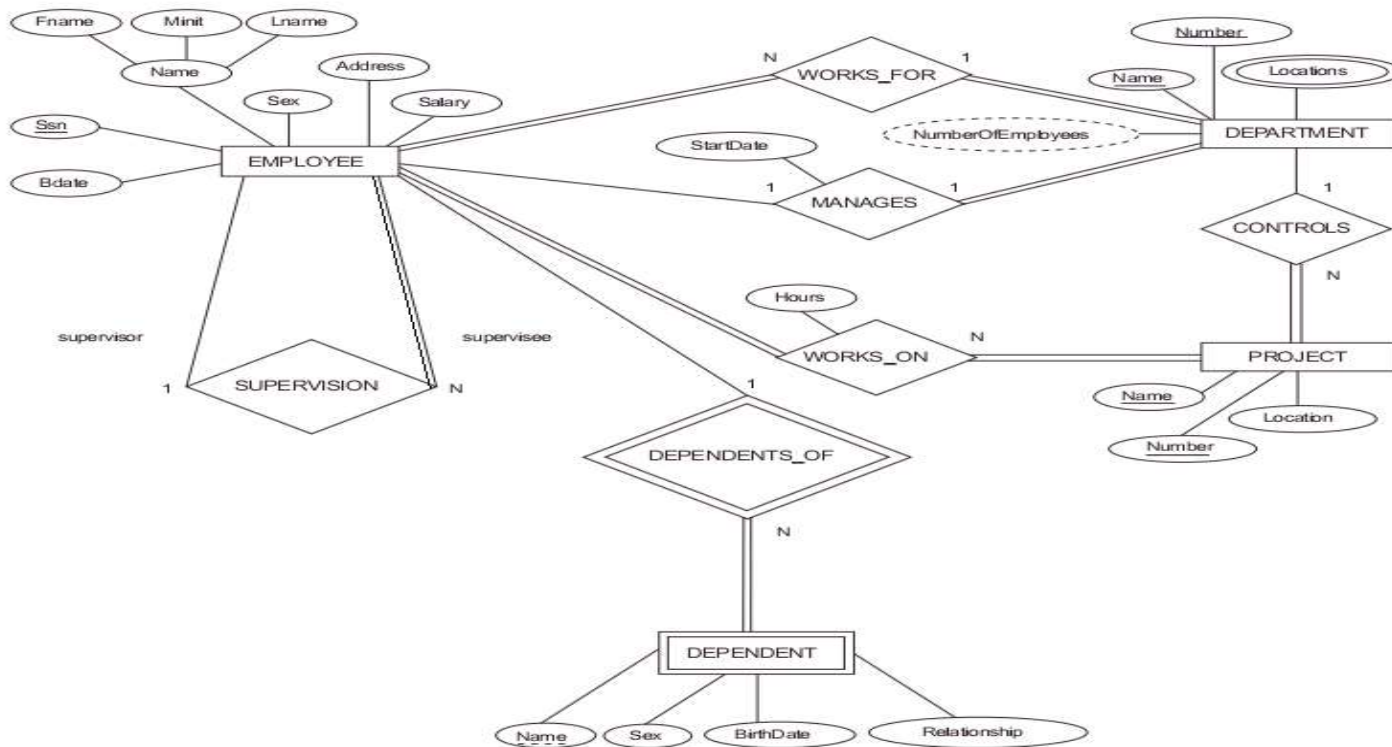 Fname
Minit
Lname
Name
Address
Sex
Salary
Ssn
Bdate
EMPLOYEE
N
WORKS_FOR
1
Number
Name
Locations
NumberOfEmployees
DEPARTMENT
StartDate
1
MANAGES
1
1
CONTROLS
N
supervisor
supervisee
1
SUPERVISION
N
Hours
WORKS_ON
N
PROJECT
Name
Number
Location
1
DEPENDENTS_OF
N
DEPENDENT
Name
Sex
BirthDate
Relationship